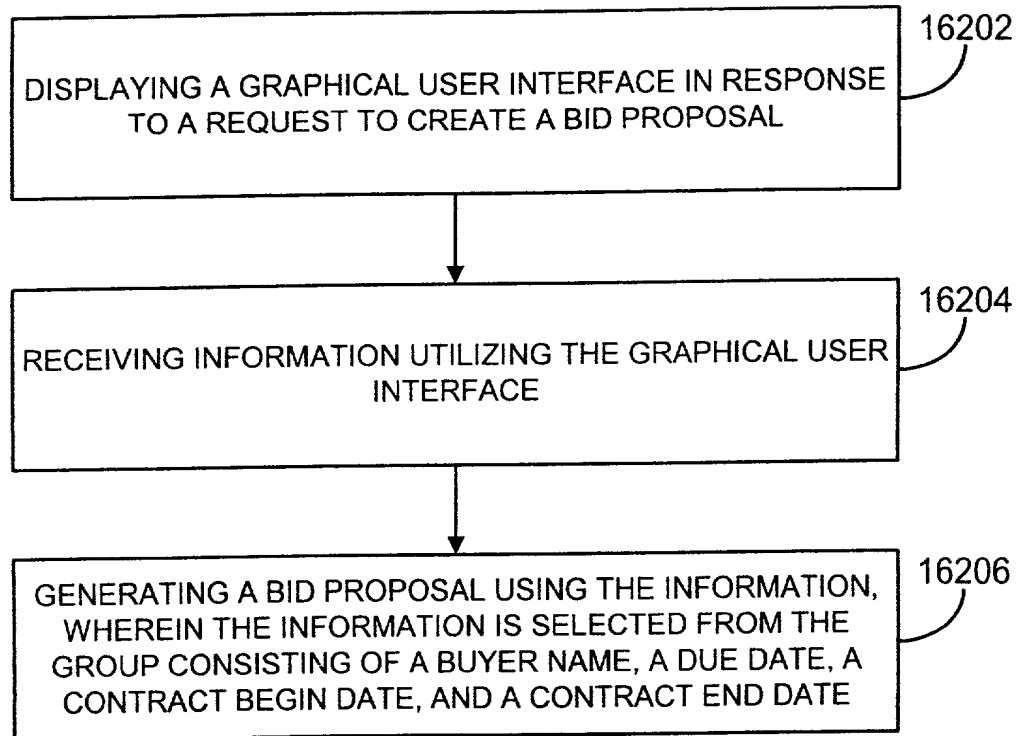 16202
DISPLAYING A GRAPHICAL USER INTERFACE IN RESPONSE
TO A REQUEST TO CREATE A BID PROPOSAL
16204
RECEIVING INFORMATION UTILIZING THE GRAPHICAL USER
INTERFACE
16206
GENERATING A BID PROPOSAL USING THE INFORMATION,
WHEREIN THE INFORMATION IS SELECTED FROM THE
GROUP CONSISTING OF A BUYER NAME, A DUE DATE, A
CONTRACT BEGIN DATE, AND A CONTRACT END DATE